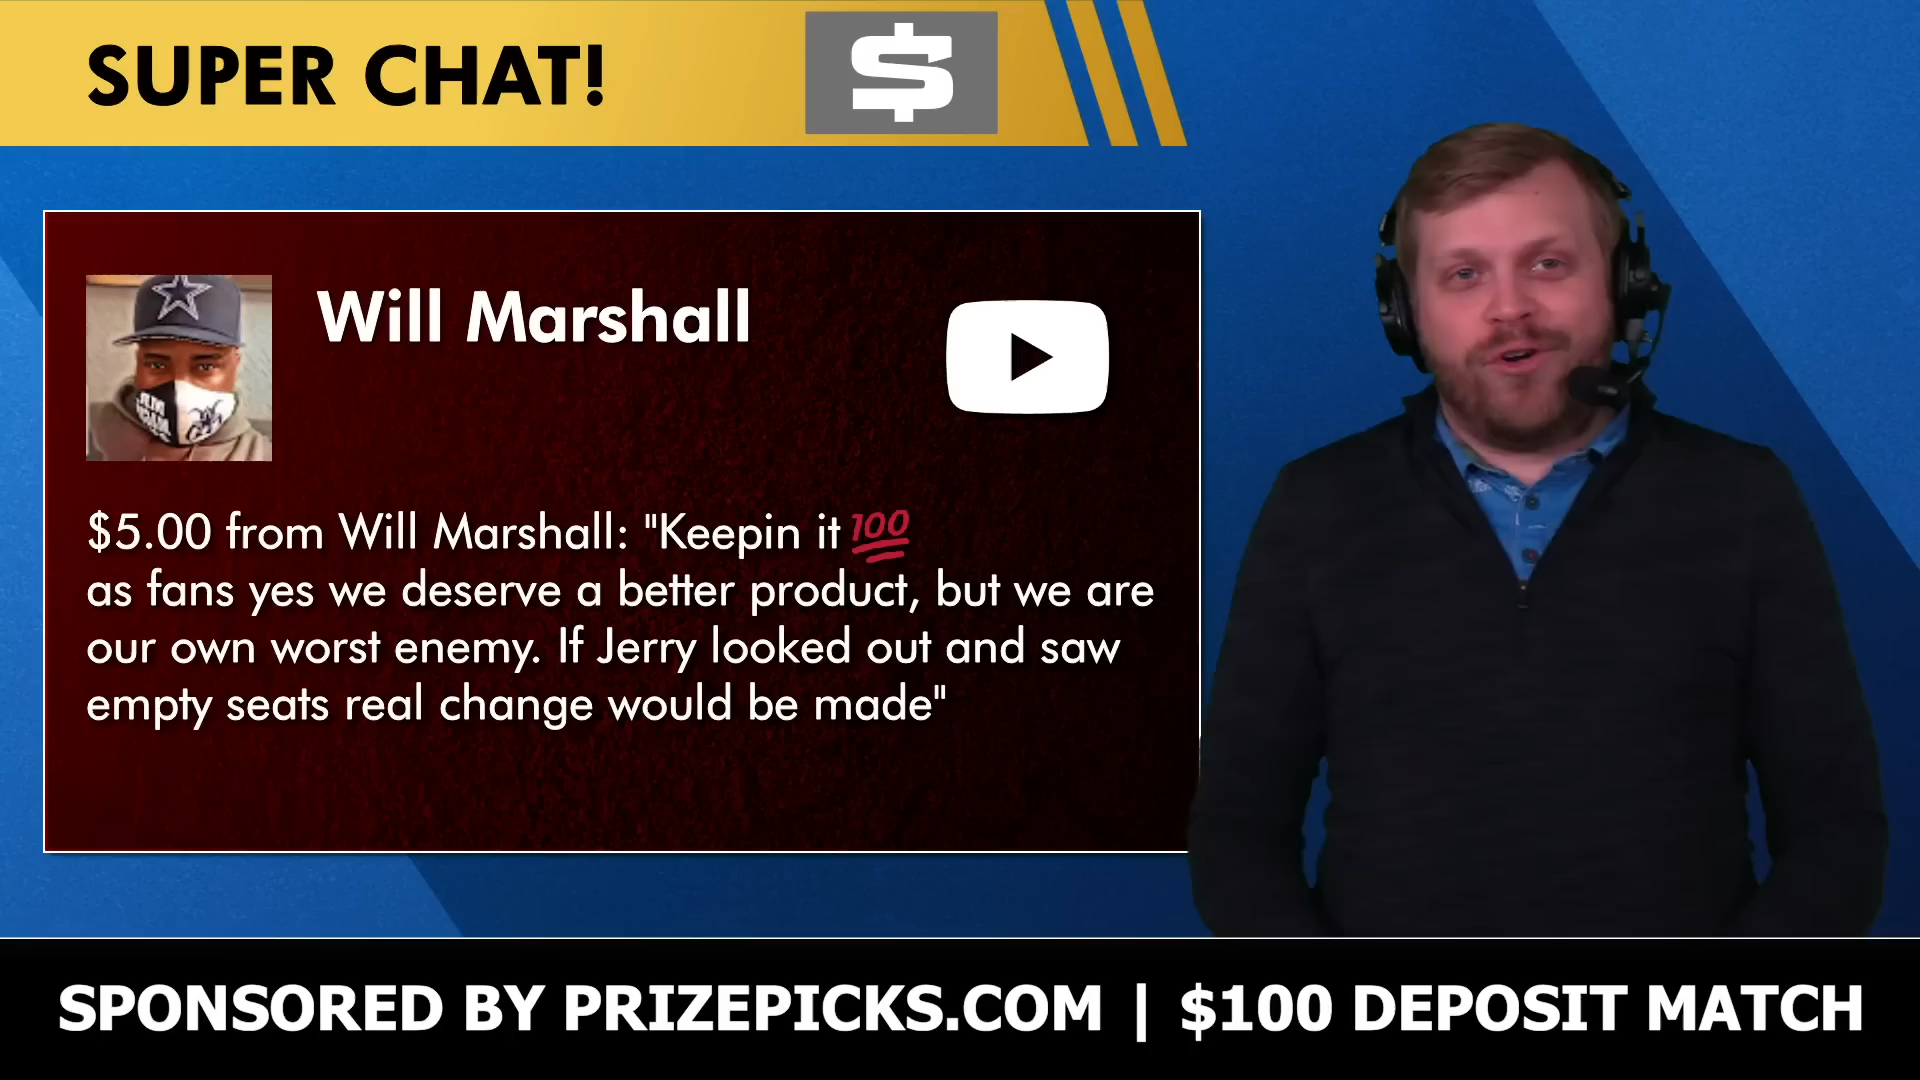 SUPER CHAT!
$
Will Marshall
$5.00 from Will Marshall: "Keepin it 💯
as fans yes we deserve a better product, but we are
our own worst enemy. If Jerry looked out and saw
empty seats real change would be made"
SPONSORED BY PRIZEPICKS.COM | $100 DEPOSIT MATCH